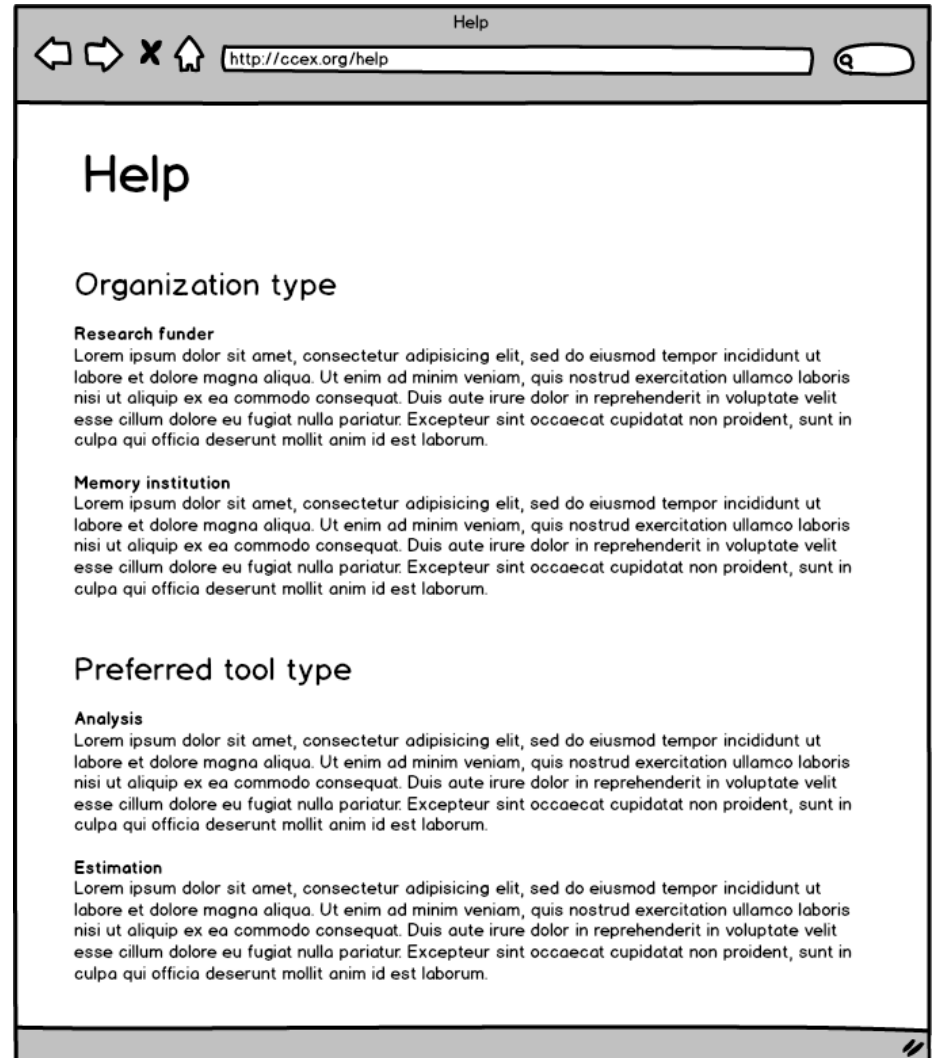 Help
http://ccex.org/help
Help
Organization type
Research funder
Lorem ipsum dolor sit amet, consectetur adipisicing elit, sed do eiusmod tempor incididunt ut
labore et dolore magna aliqua. Ut enim ad minim veniam, quis nostrud exercitation ullamco laboris
nisi ut aliquip ex ea commodo consequat. Duis aute irure dolor in reprehenderit in voluptate velit
esse cillum dolore eu fugiat nulla pariatur. Excepteur sint occaecat cupidatat non proident, sunt in
culpa qui officia deserunt mollit anim id est laborum.
Memory institution
Lorem ipsum dolor sit amet, consectetur adipisicing elit, sed do eiusmod tempor incididunt ut
labore et dolore magna aliqua. Ut enim ad minim veniam, quis nostrud exercitation ullamco laboris
nisi ut aliquip ex ea commodo consequat. Duis aute irure dolor in reprehenderit in voluptate velit
esse cillum dolore eu fugiat nulla pariatur. Excepteur sint occaecat cupidatat non proident, sunt in
culpa qui officia deserunt mollit anim id est laborum.
Preferred tool type
Analysis
Lorem ipsum dolor sit amet, consectetur adipisicing elit, sed do eiusmod tempor incididunt ut
labore et dolore magna aliqua. Ut enim ad minim veniam, quis nostrud exercitation ullamco laboris
nisi ut aliquip ex ea commodo consequat. Duis aute irure dolor in reprehenderit in voluptate velit
esse cillum dolore eu fugiat nulla pariatur. Excepteur sint occaecat cupidatat non proident, sunt in
culpa qui officia deserunt mollit anim id est laborum.
Estimation
Lorem ipsum dolor sit amet, consectetur adipisicing elit, sed do eiusmod tempor incididunt ut
labore et dolore magna aliqua. Ut enim ad minim veniam, quis nostrud exercitation ullamco laboris
nisi ut aliquip ex ea commodo consequat. Duis aute irure dolor in reprehenderit in voluptate velit
esse cillum dolore eu fugiat nulla pariatur. Excepteur sint occaecat cupidatat non proident, sunt in
culpa qui officia deserunt mollit anim id est laborum.